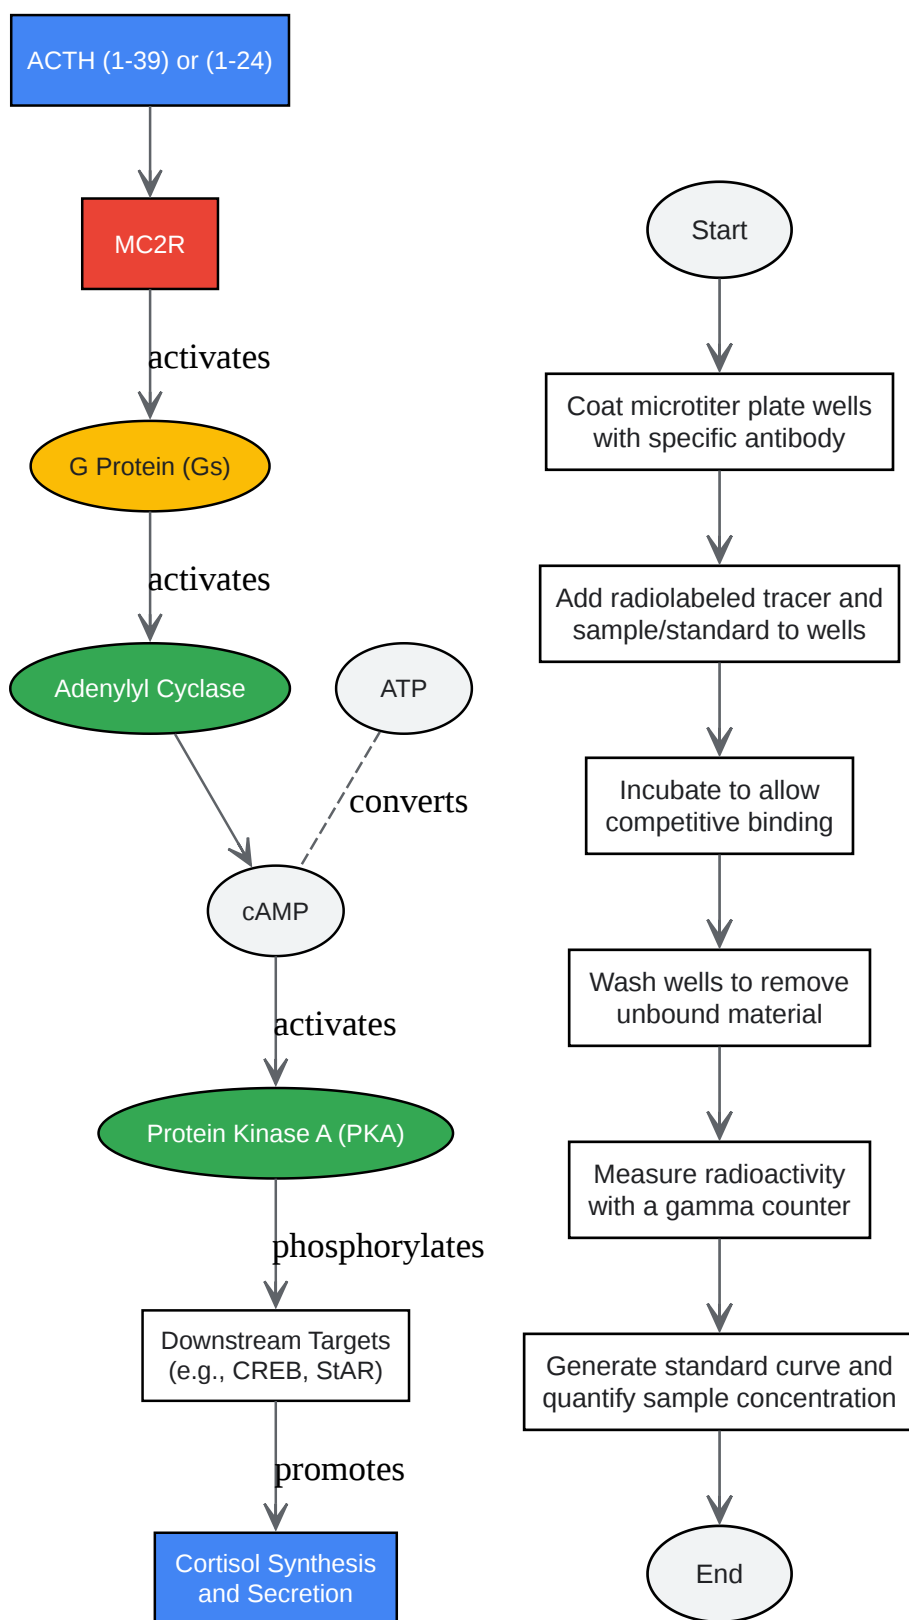 ACTH (1-39) or (1-24)
MC2R
activates
G Protein (Gs)
activates
Adenylyl Cyclase
ATP
converts
cAMP
activates
Protein Kinase A (PKA)
phosphorylates
Downstream Targets
(e.g., CREB, StAR)
promotes
Cortisol Synthesis
and Secretion
Start
Coat microtiter plate wells
with specific antibody
Add radiolabeled tracer and
sample/standard to wells
Incubate to allow
competitive binding
Wash wells to remove
unbound material
Measure radioactivity
with a gamma counter
Generate standard curve and
quantify sample concentration
End